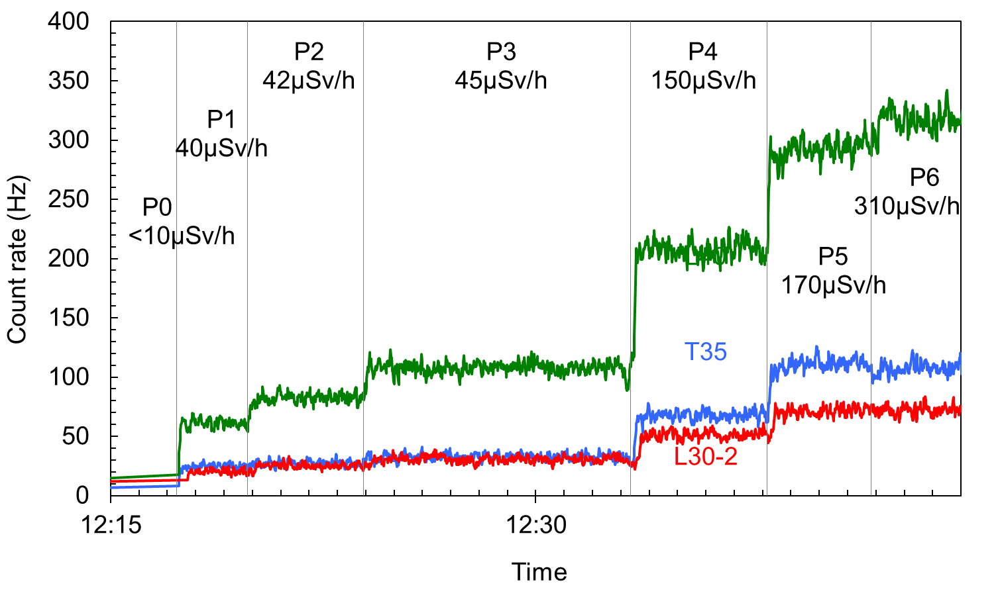 400
350
300
250
200
150
100
50
0
Count rate (Hz)
P0
<10µSv/h
P1
40µSv/h
P2
42µSv/h
P3
45µSv/h
P4
150µSv/h
P5
170µSv/h
P6
310µSv/h
T35
L30-2
12:15
12:30
Time